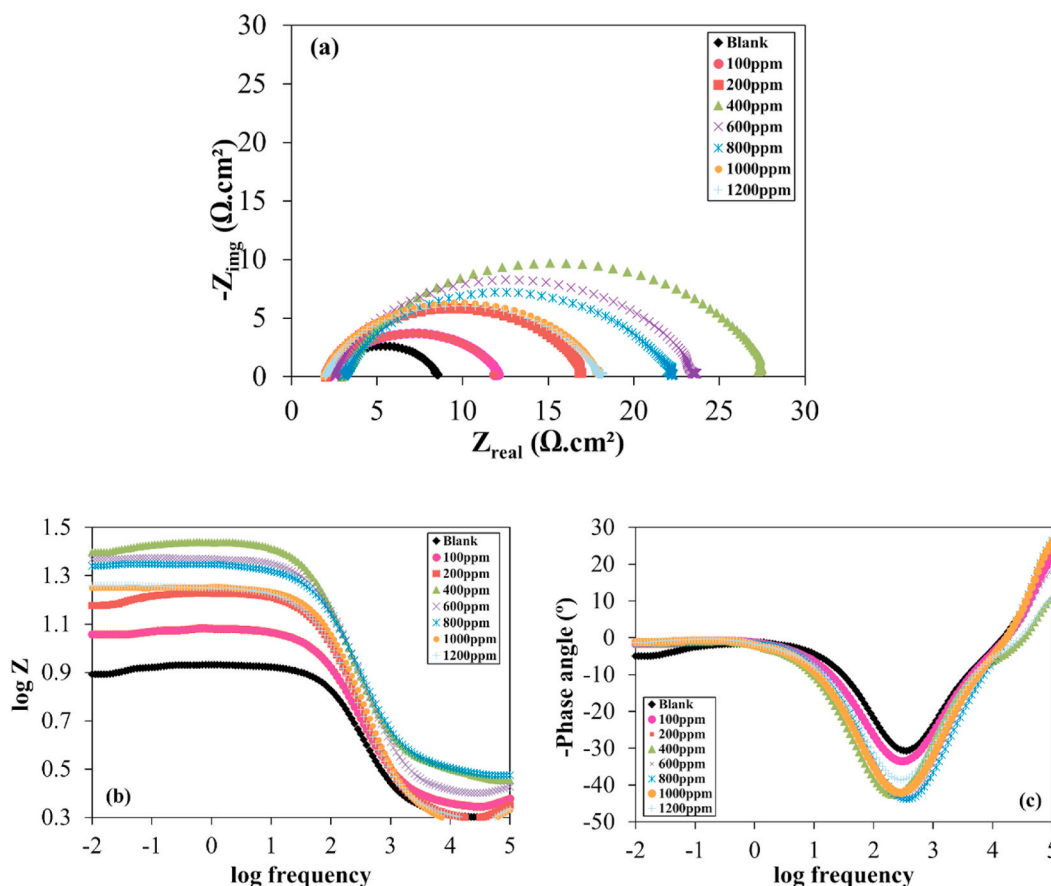 (a)
30
25
20
15
10
5
0
-Zimg (Ω.cm²)
0 5 10 15 20 25 30
Zreal (Ω.cm²)
Blank
100ppm
200ppm
400ppm
600ppm
800ppm
1000ppm
1200ppm
1.5
1.3
1.1
0.9
0.7
0.5
0.3
log Z
-2 -1 0 1 2 3 4 5
log frequency
(b)
Blank
100ppm
200ppm
400ppm
600ppm
800ppm
1000ppm
1200ppm
30
20
10
0
-10
-20
-30
-40
-50
-Phase angle (º)
-2 -1 0 1 2 3 4 5
log frequency
(c)
Blank
100ppm
200ppm
400ppm
600ppm
800ppm
1000ppm
1200ppm